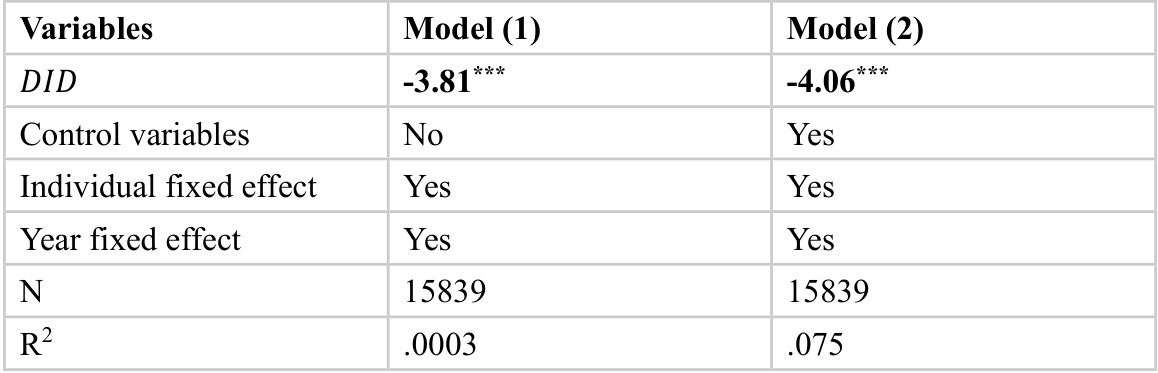 Variables Model (1) Model (2)
DID -3.81*** -4.06***
Control variables No Yes
Individual fixed effect Yes Yes
Year fixed effect Yes Yes
N 15839 15839
R² .0003 .075